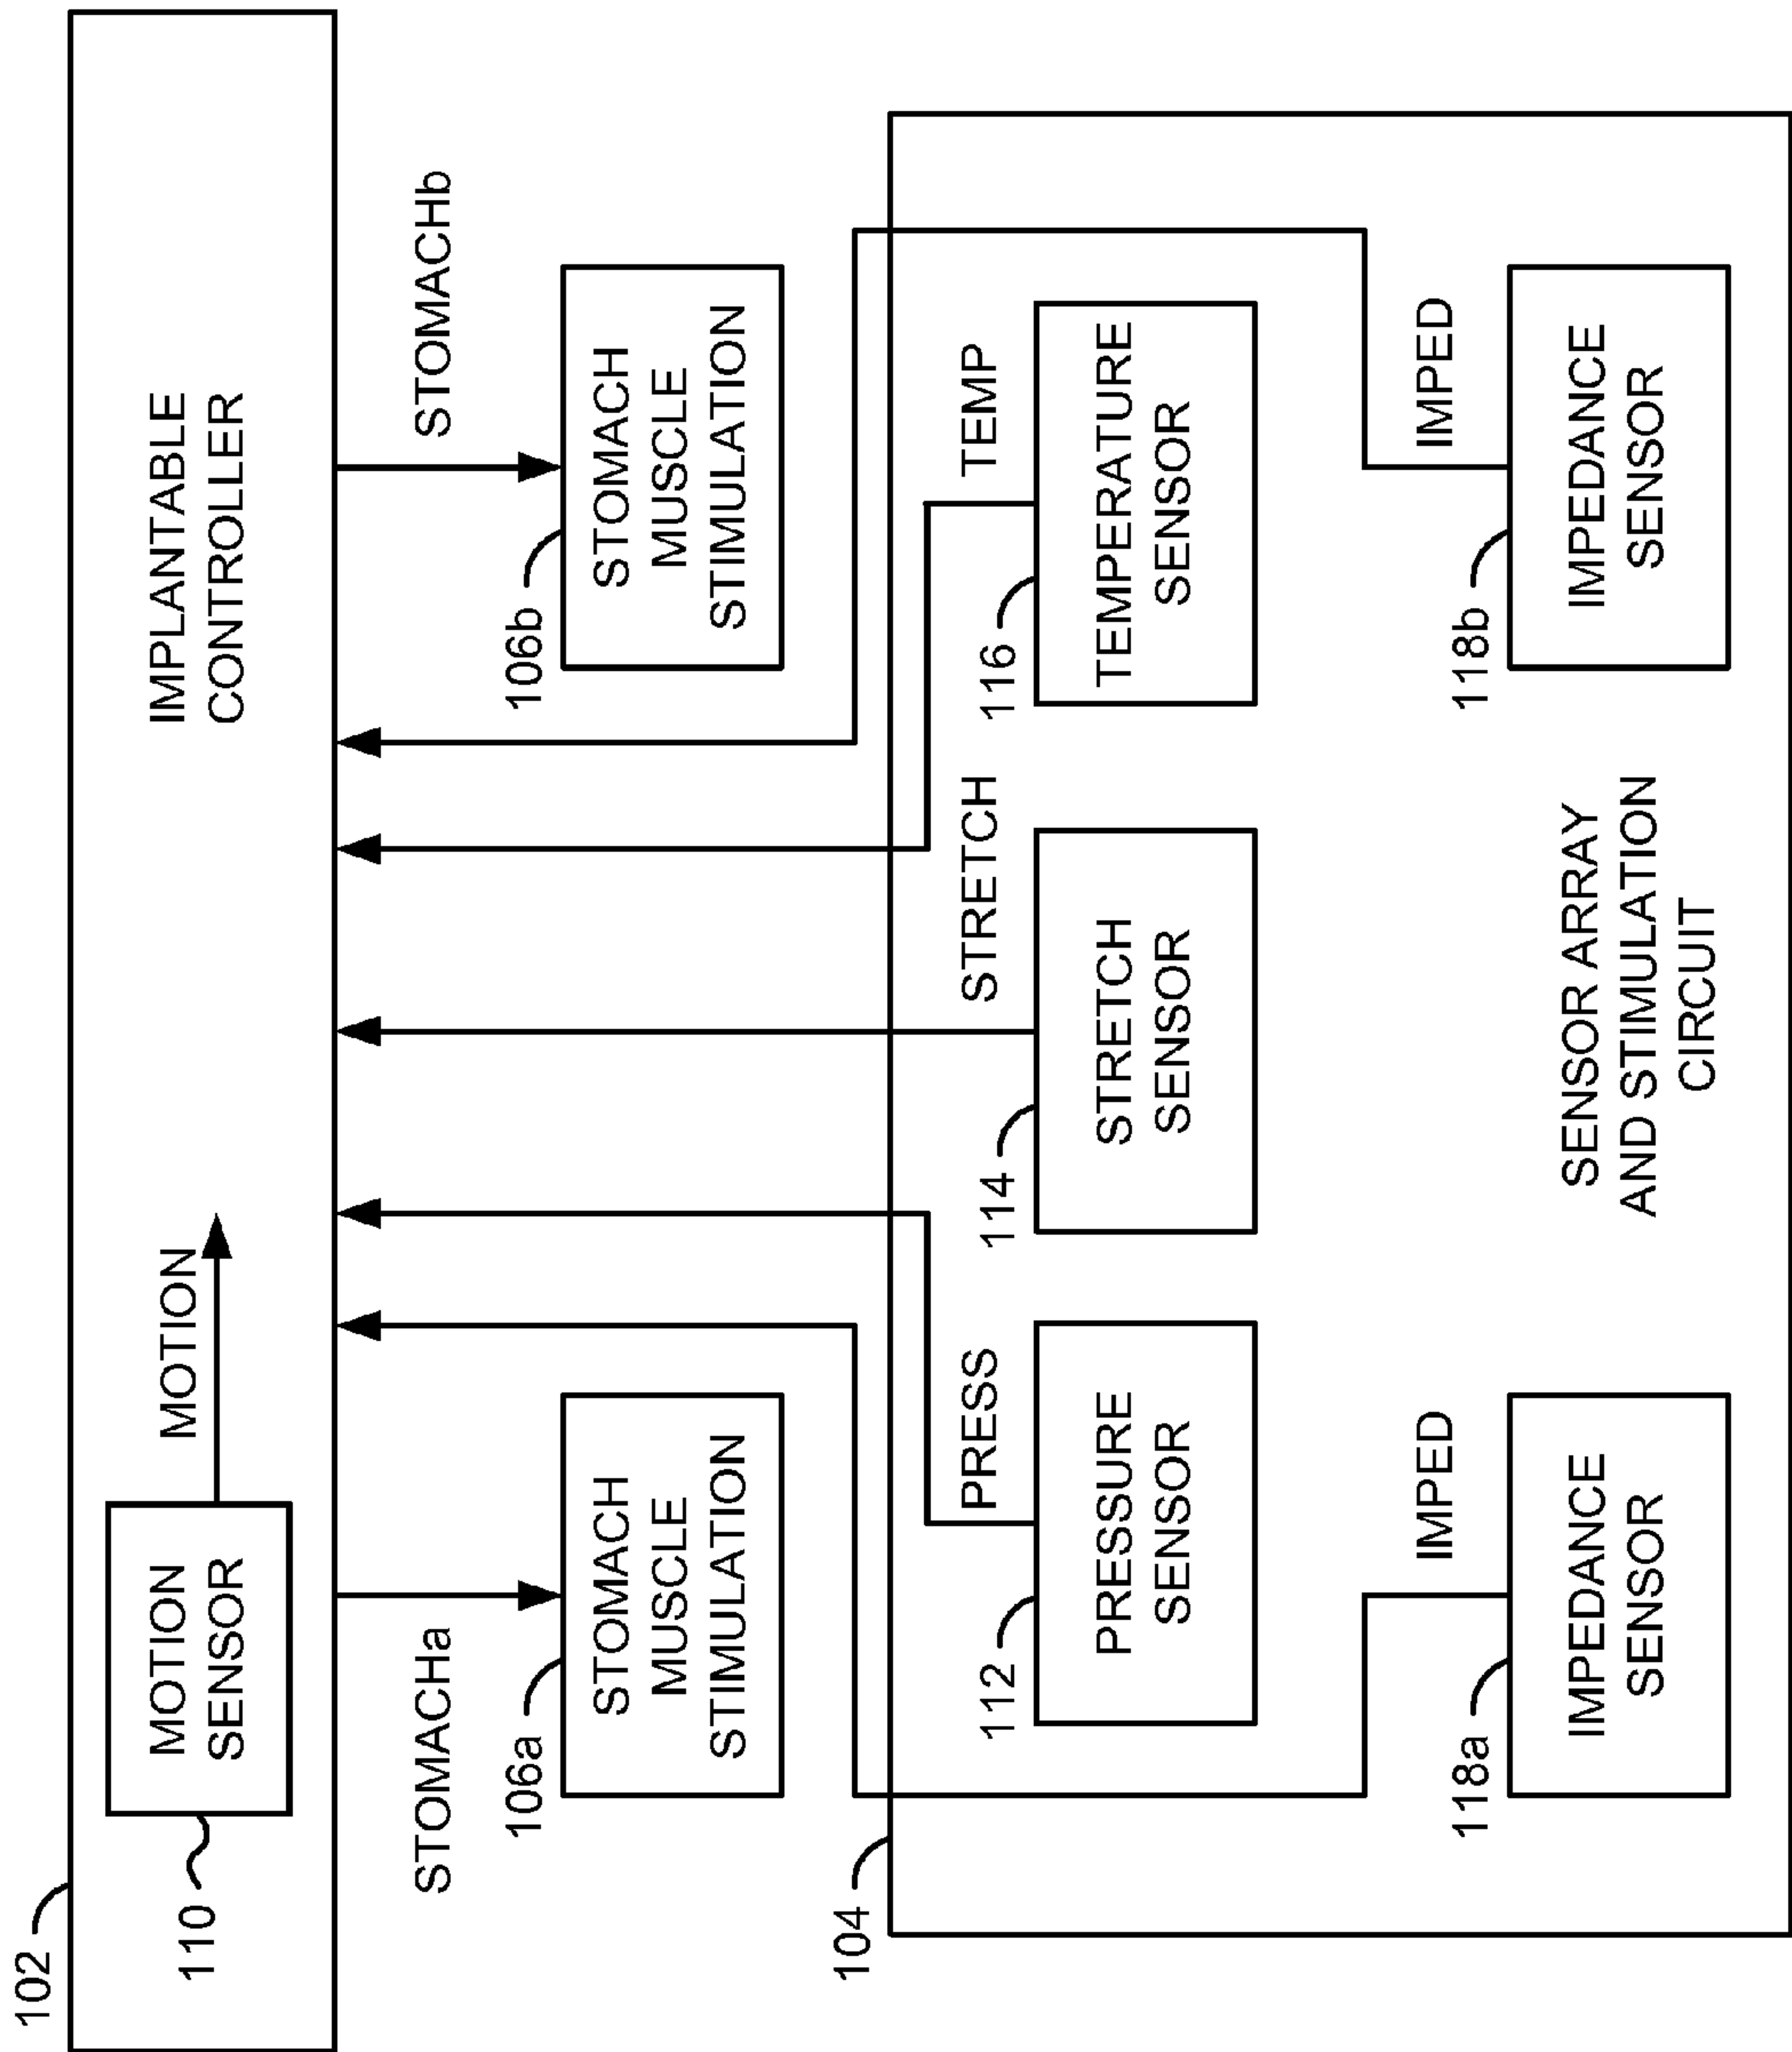 102
110
MOTION
SENSOR
MOTION
IMPLANTABLE
CONTROLLER
STOMACHa
STOMACHb
106a
STOMACH
MUSCLE
STIMULATION
106b
STOMACH
MUSCLE
STIMULATION
104
PRESS
STRETCH
TEMP
112
PRESSURE
SENSOR
114
STRETCH
SENSOR
116
TEMPERATURE
SENSOR
IMPED
IMPED
118a
IMPEDANCE
SENSOR
SENSOR ARRAY
AND STIMULATION
CIRCUIT
118b
IMPEDANCE
SENSOR